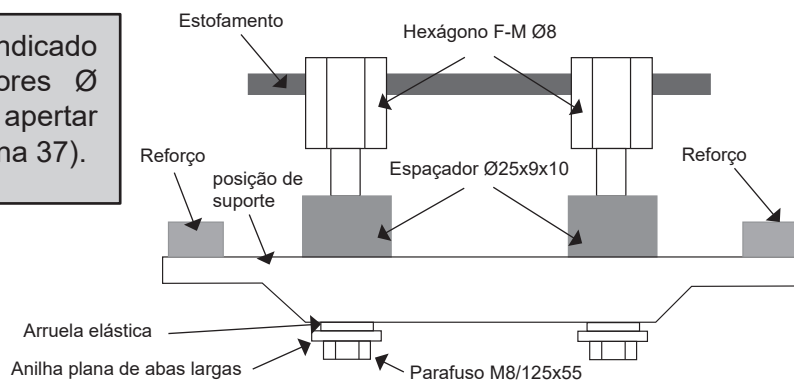 ndicado
ores Ø
apertar
na 37).
Estofamento
Hexágono F-M Ø8
Reforço
posição de
suporte
Espaçador Ø25x9x10
Reforço
Arruela elástica
Anilha plana de abas largas
Parafuso M8/125x55